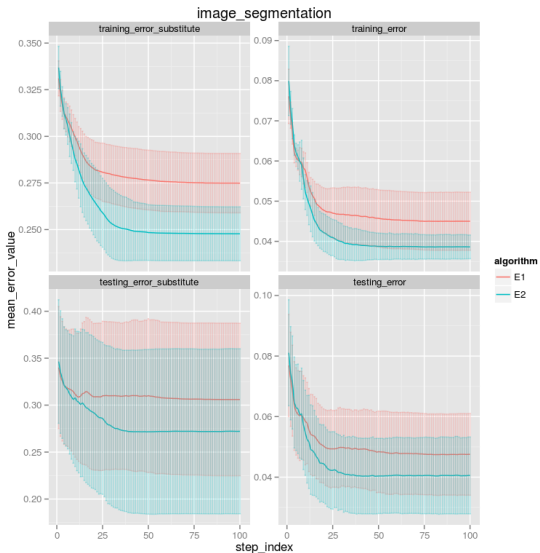 image_segmentation
training_error_substitute
training_error
0.350
0.325
0.300
0.275
0.250
0.09
0.08
0.07
0.06
0.05
0.04
mean_error_value
testing_error_substitute
testing_error
0.40
0.35
0.30
0.25
0.20
0.10
0.08
0.06
0.04
0 25 50 75 100
0 25 50 75 100
step_index
algorithm
E1
E2